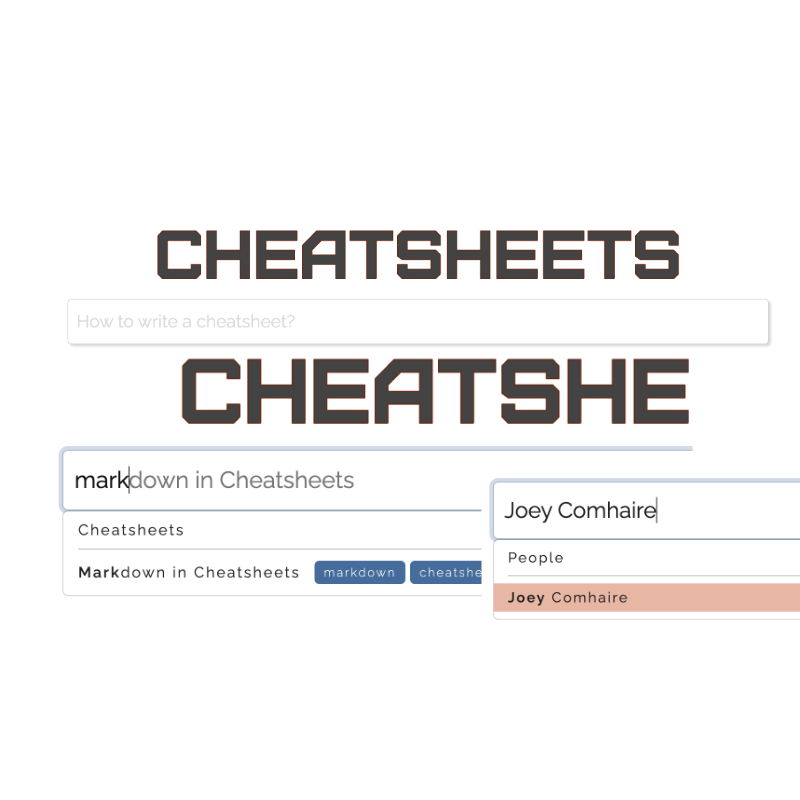 CHEATSHEETS
How to write a cheatsheet?
CHEATSHE
markdown in Cheatsheets
Cheatsheets
Markdown in Cheatsheets markdown cheatshe
Joey Comhaire
People
Joey Comhaire